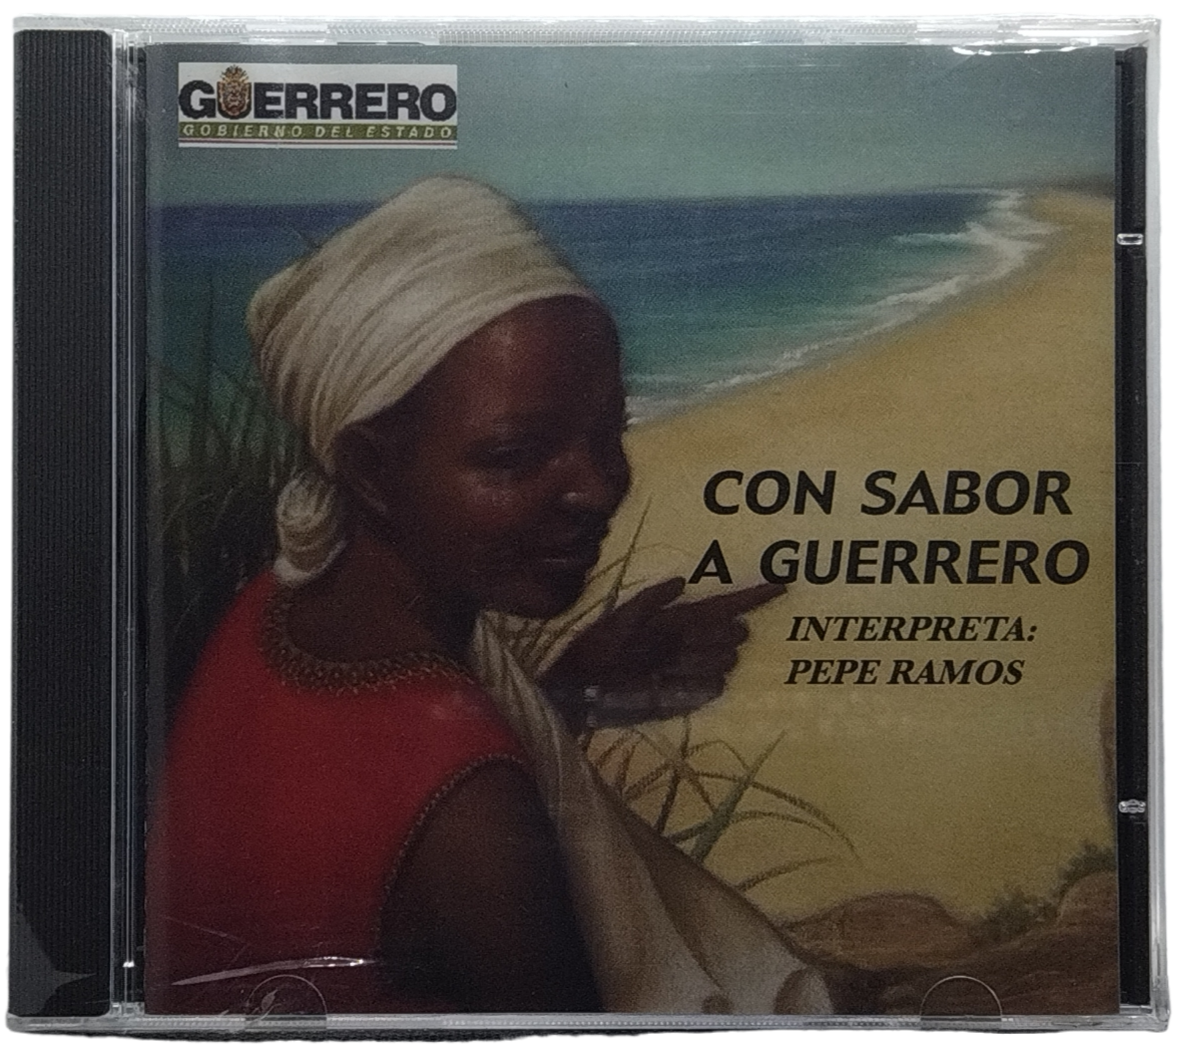 GUERRERO
GOBIERNO DEL ESTADO
CON SABOR
A GUERRERO
INTERPRETA:
PEPE RAMOS